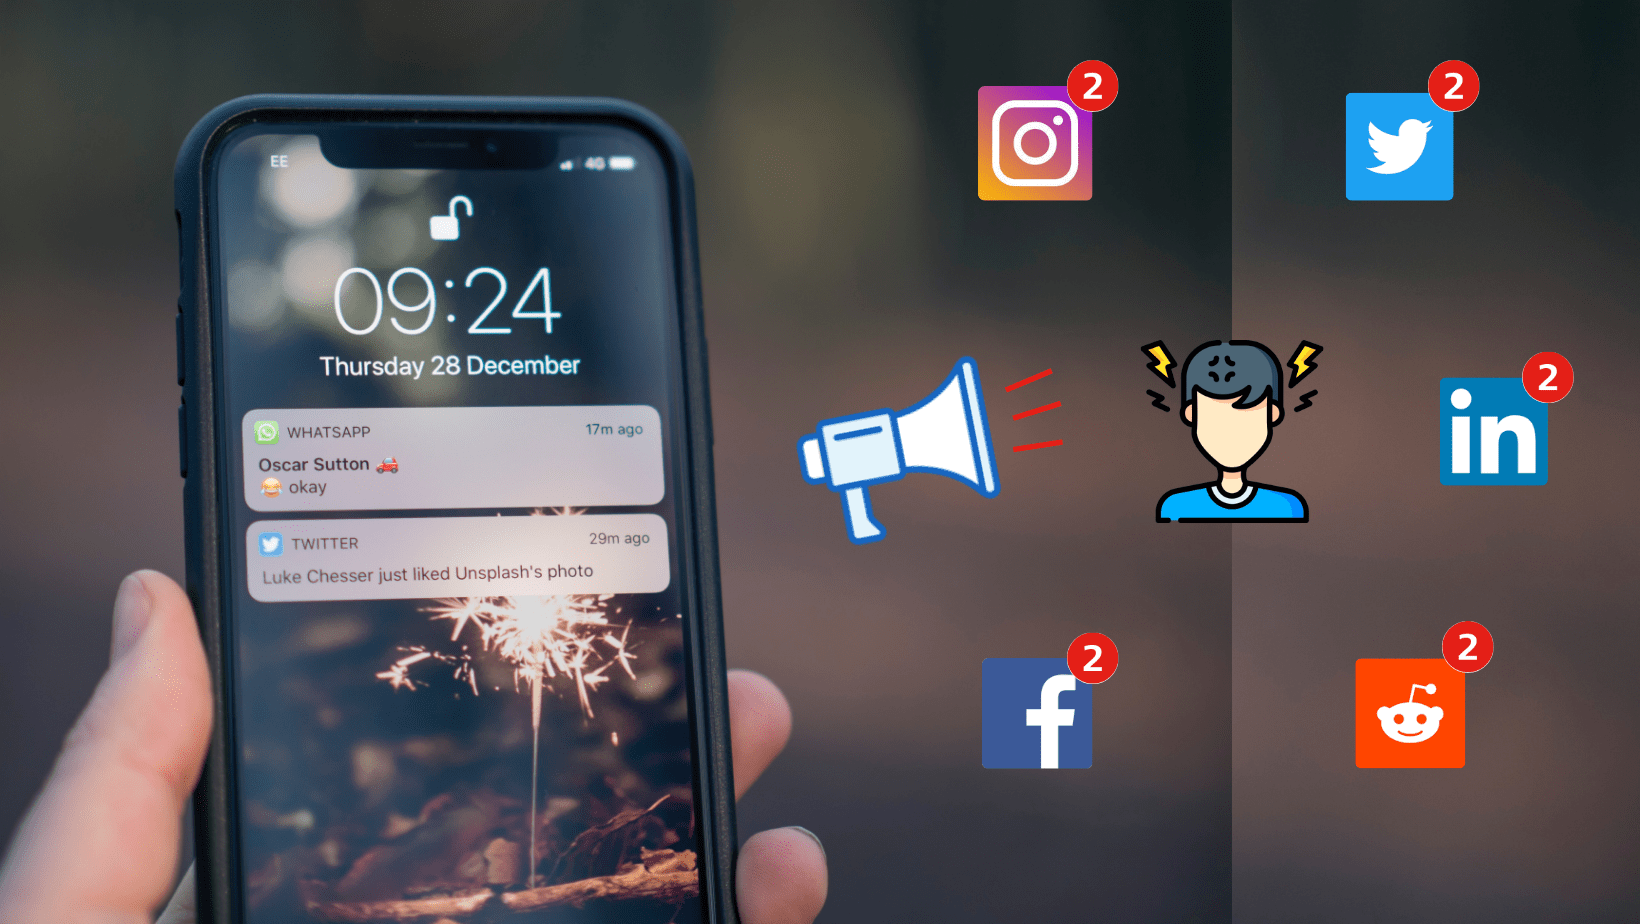 EE
4G
09:24
Thursday 28 December
WHATSAPP
17m ago
Oscar Sutton 🚗
😂 okay
TWITTER
29m ago
Luke Chesser just liked Unsplash's photo
2
2
in
2
f
2
2